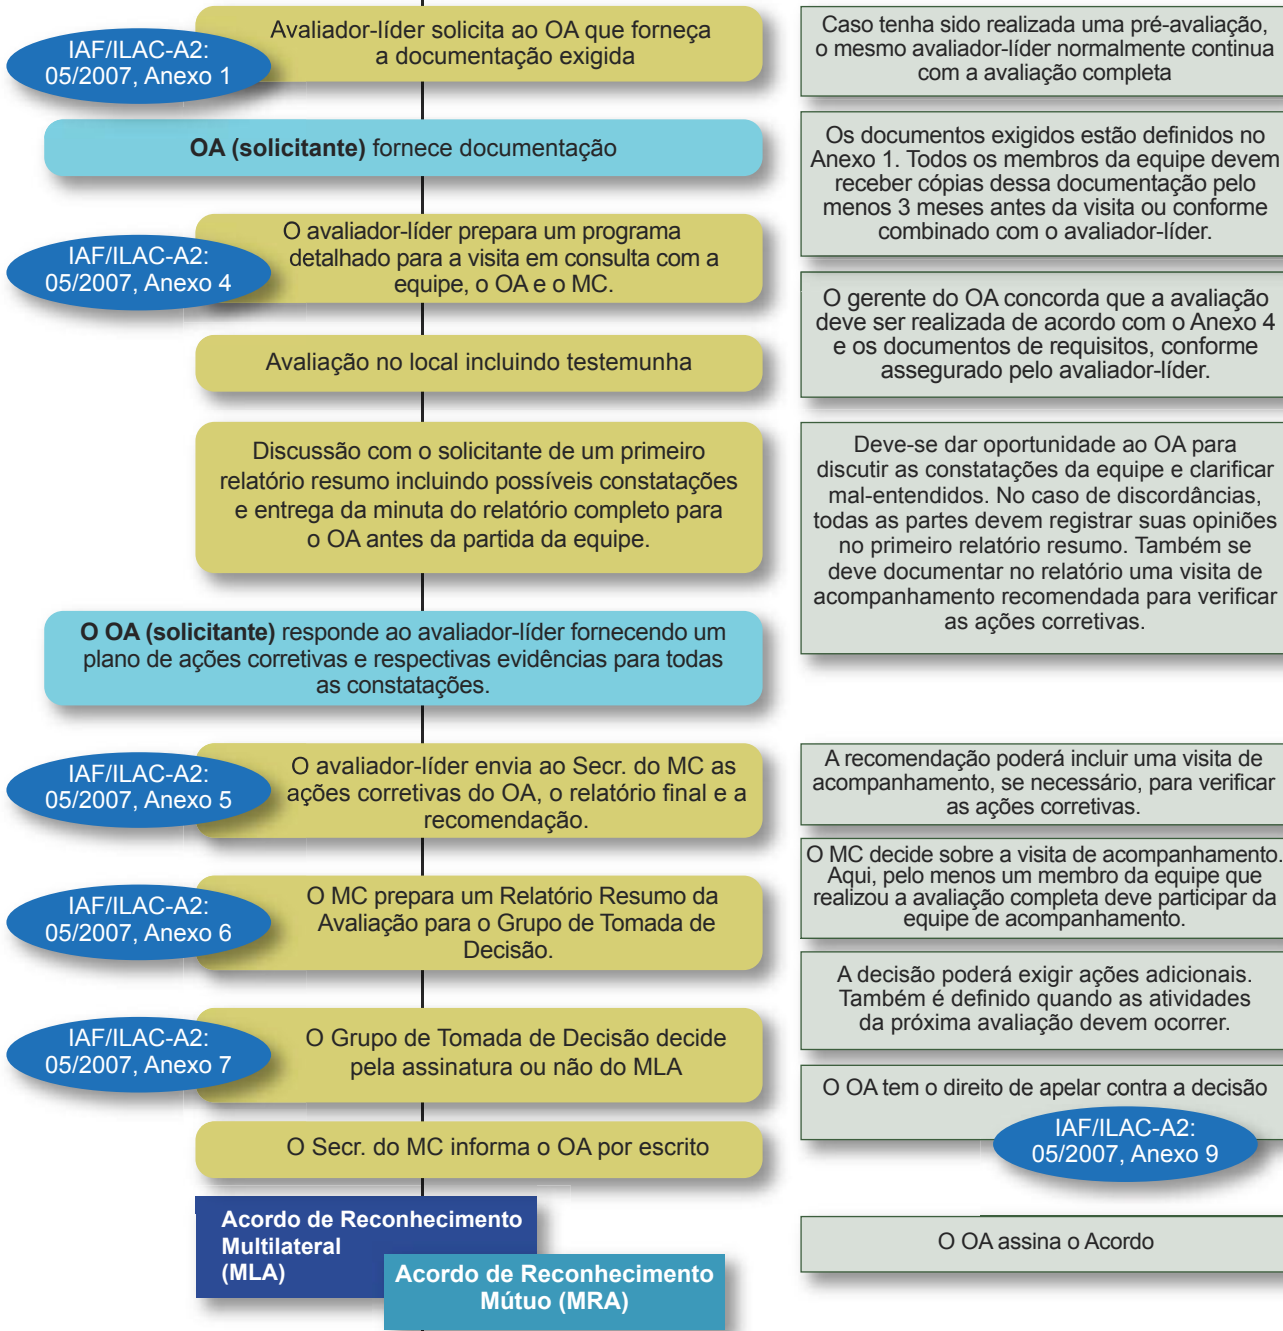 IAF/ILAC-A2:
05/2007, Anexo 1
Avaliador-líder solicita ao OA que forneça
a documentação exigida
Caso tenha sido realizada uma pré-avaliação,
o mesmo avaliador-líder normalmente continua
com a avaliação completa
OA (solicitante) fornece documentação
Os documentos exigidos estão definidos no
Anexo 1. Todos os membros da equipe devem
receber cópias dessa documentação pelo
menos 3 meses antes da visita ou conforme
combinado com o avaliador-líder.
IAF/ILAC-A2:
05/2007, Anexo 4
O avaliador-líder prepara um programa
detalhado para a visita em consulta com a
equipe, o OA e o MC.
O gerente do OA concorda que a avaliação
deve ser realizada de acordo com o Anexo 4
e os documentos de requisitos, conforme
assegurado pelo avaliador-líder.
Avaliação no local incluindo testemunha
Discussão com o solicitante de um primeiro
relatório resumo incluindo possíveis constatações
e entrega da minuta do relatório completo para
o OA antes da partida da equipe.
Deve-se dar oportunidade ao OA para
discutir as constatações da equipe e clarificar
mal-entendidos. No caso de discordâncias,
todas as partes devem registrar suas opiniões
no primeiro relatório resumo. Também se
deve documentar no relatório uma visita de
acompanhamento recomendada para verificar
as ações corretivas.
O OA (solicitante) responde ao avaliador-líder fornecendo um
plano de ações corretivas e respectivas evidências para todas
as constatações.
IAF/ILAC-A2:
05/2007, Anexo 5
O avaliador-líder envia ao Secr. do MC as
ações corretivas do OA, o relatório final e a
recomendação.
A recomendação poderá incluir uma visita de
acompanhamento, se necessário, para verificar
as ações corretivas.
IAF/ILAC-A2:
05/2007, Anexo 6
O MC prepara um Relatório Resumo da
Avaliação para o Grupo de Tomada de
Decisão.
O MC decide sobre a visita de acompanhamento.
Aqui, pelo menos um membro da equipe que
realizou a avaliação completa deve participar da
equipe de acompanhamento.
IAF/ILAC-A2:
05/2007, Anexo 7
O Grupo de Tomada de Decisão decide
pela assinatura ou não do MLA
A decisão poderá exigir ações adicionais.
Também é definido quando as atividades
da próxima avaliação devem ocorrer.
O OA tem o direito de apelar contra a decisão
IAF/ILAC-A2:
05/2007, Anexo 9
O Secr. do MC informa o OA por escrito
Acordo de Reconhecimento
Multilateral
(MLA)
Acordo de Reconhecimento
Mútuo (MRA)
O OA assina o Acordo